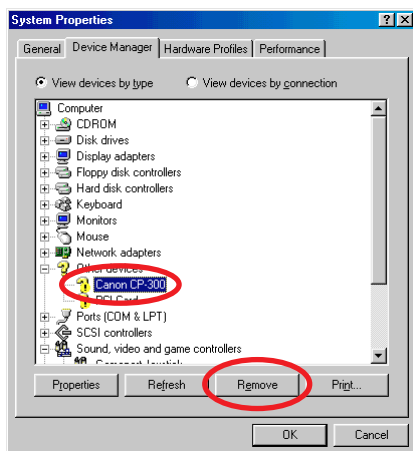 System Properties
General Device Manager Hardware Profiles Performance
View devices by type View devices by connection
Computer
CDROM
Disk drives
Display adapters
Floppy disk controllers
Hard disk controllers
Keyboard
Monitors
Mouse
Network adapters
Other devices
Canon CP-300
PCI Card
Ports (COM & LPT)
SCSI controllers
Sound, video and game controllers
Gameport Joystick
Properties Refresh Remove Print...
OK Cancel